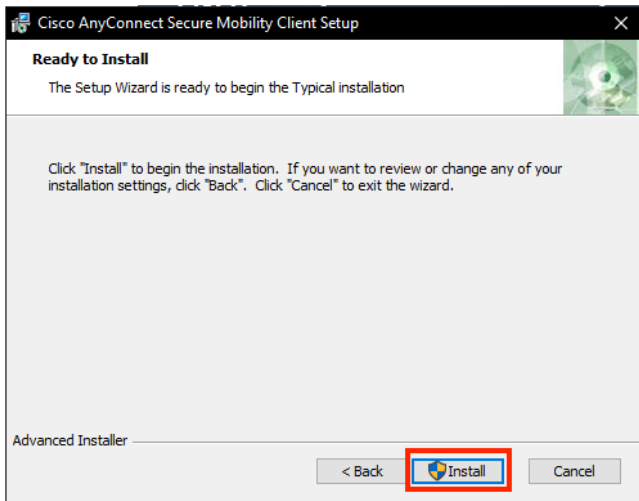 Cisco AnyConnect Secure Mobility Client Setup
Ready to Install
The Setup Wizard is ready to begin the Typical installation
Click "Install" to begin the installation. If you want to review or change any of your
installation settings, click "Back". Click "Cancel" to exit the wizard.
Advanced Installer
< Back
Install
Cancel